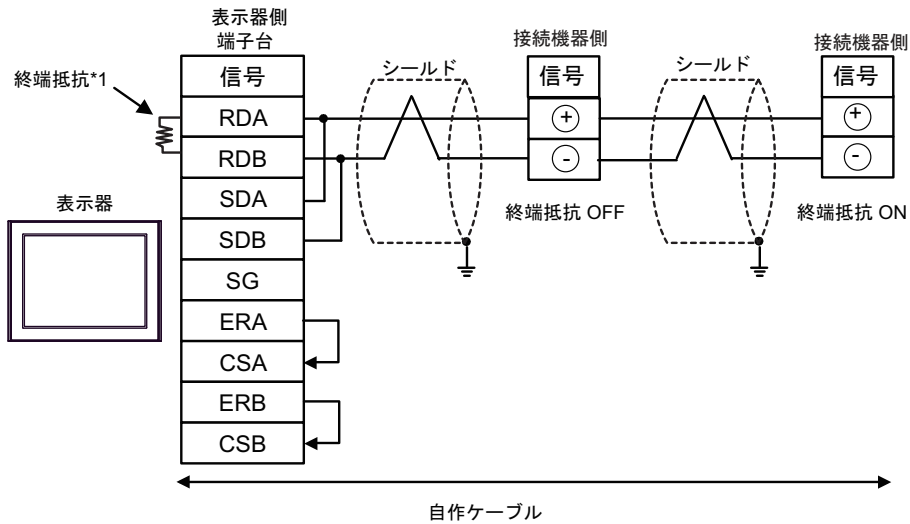 表示器側
端子台
終端抵抗*1
信号
RDA
RDB
SDA
SDB
SG
ERA
CSA
ERB
CSB
表示器
シールド
接続機器側
信号
+
-
終端抵抗 OFF
シールド
接続機器側
信号
+
-
終端抵抗 ON
自作ケーブル